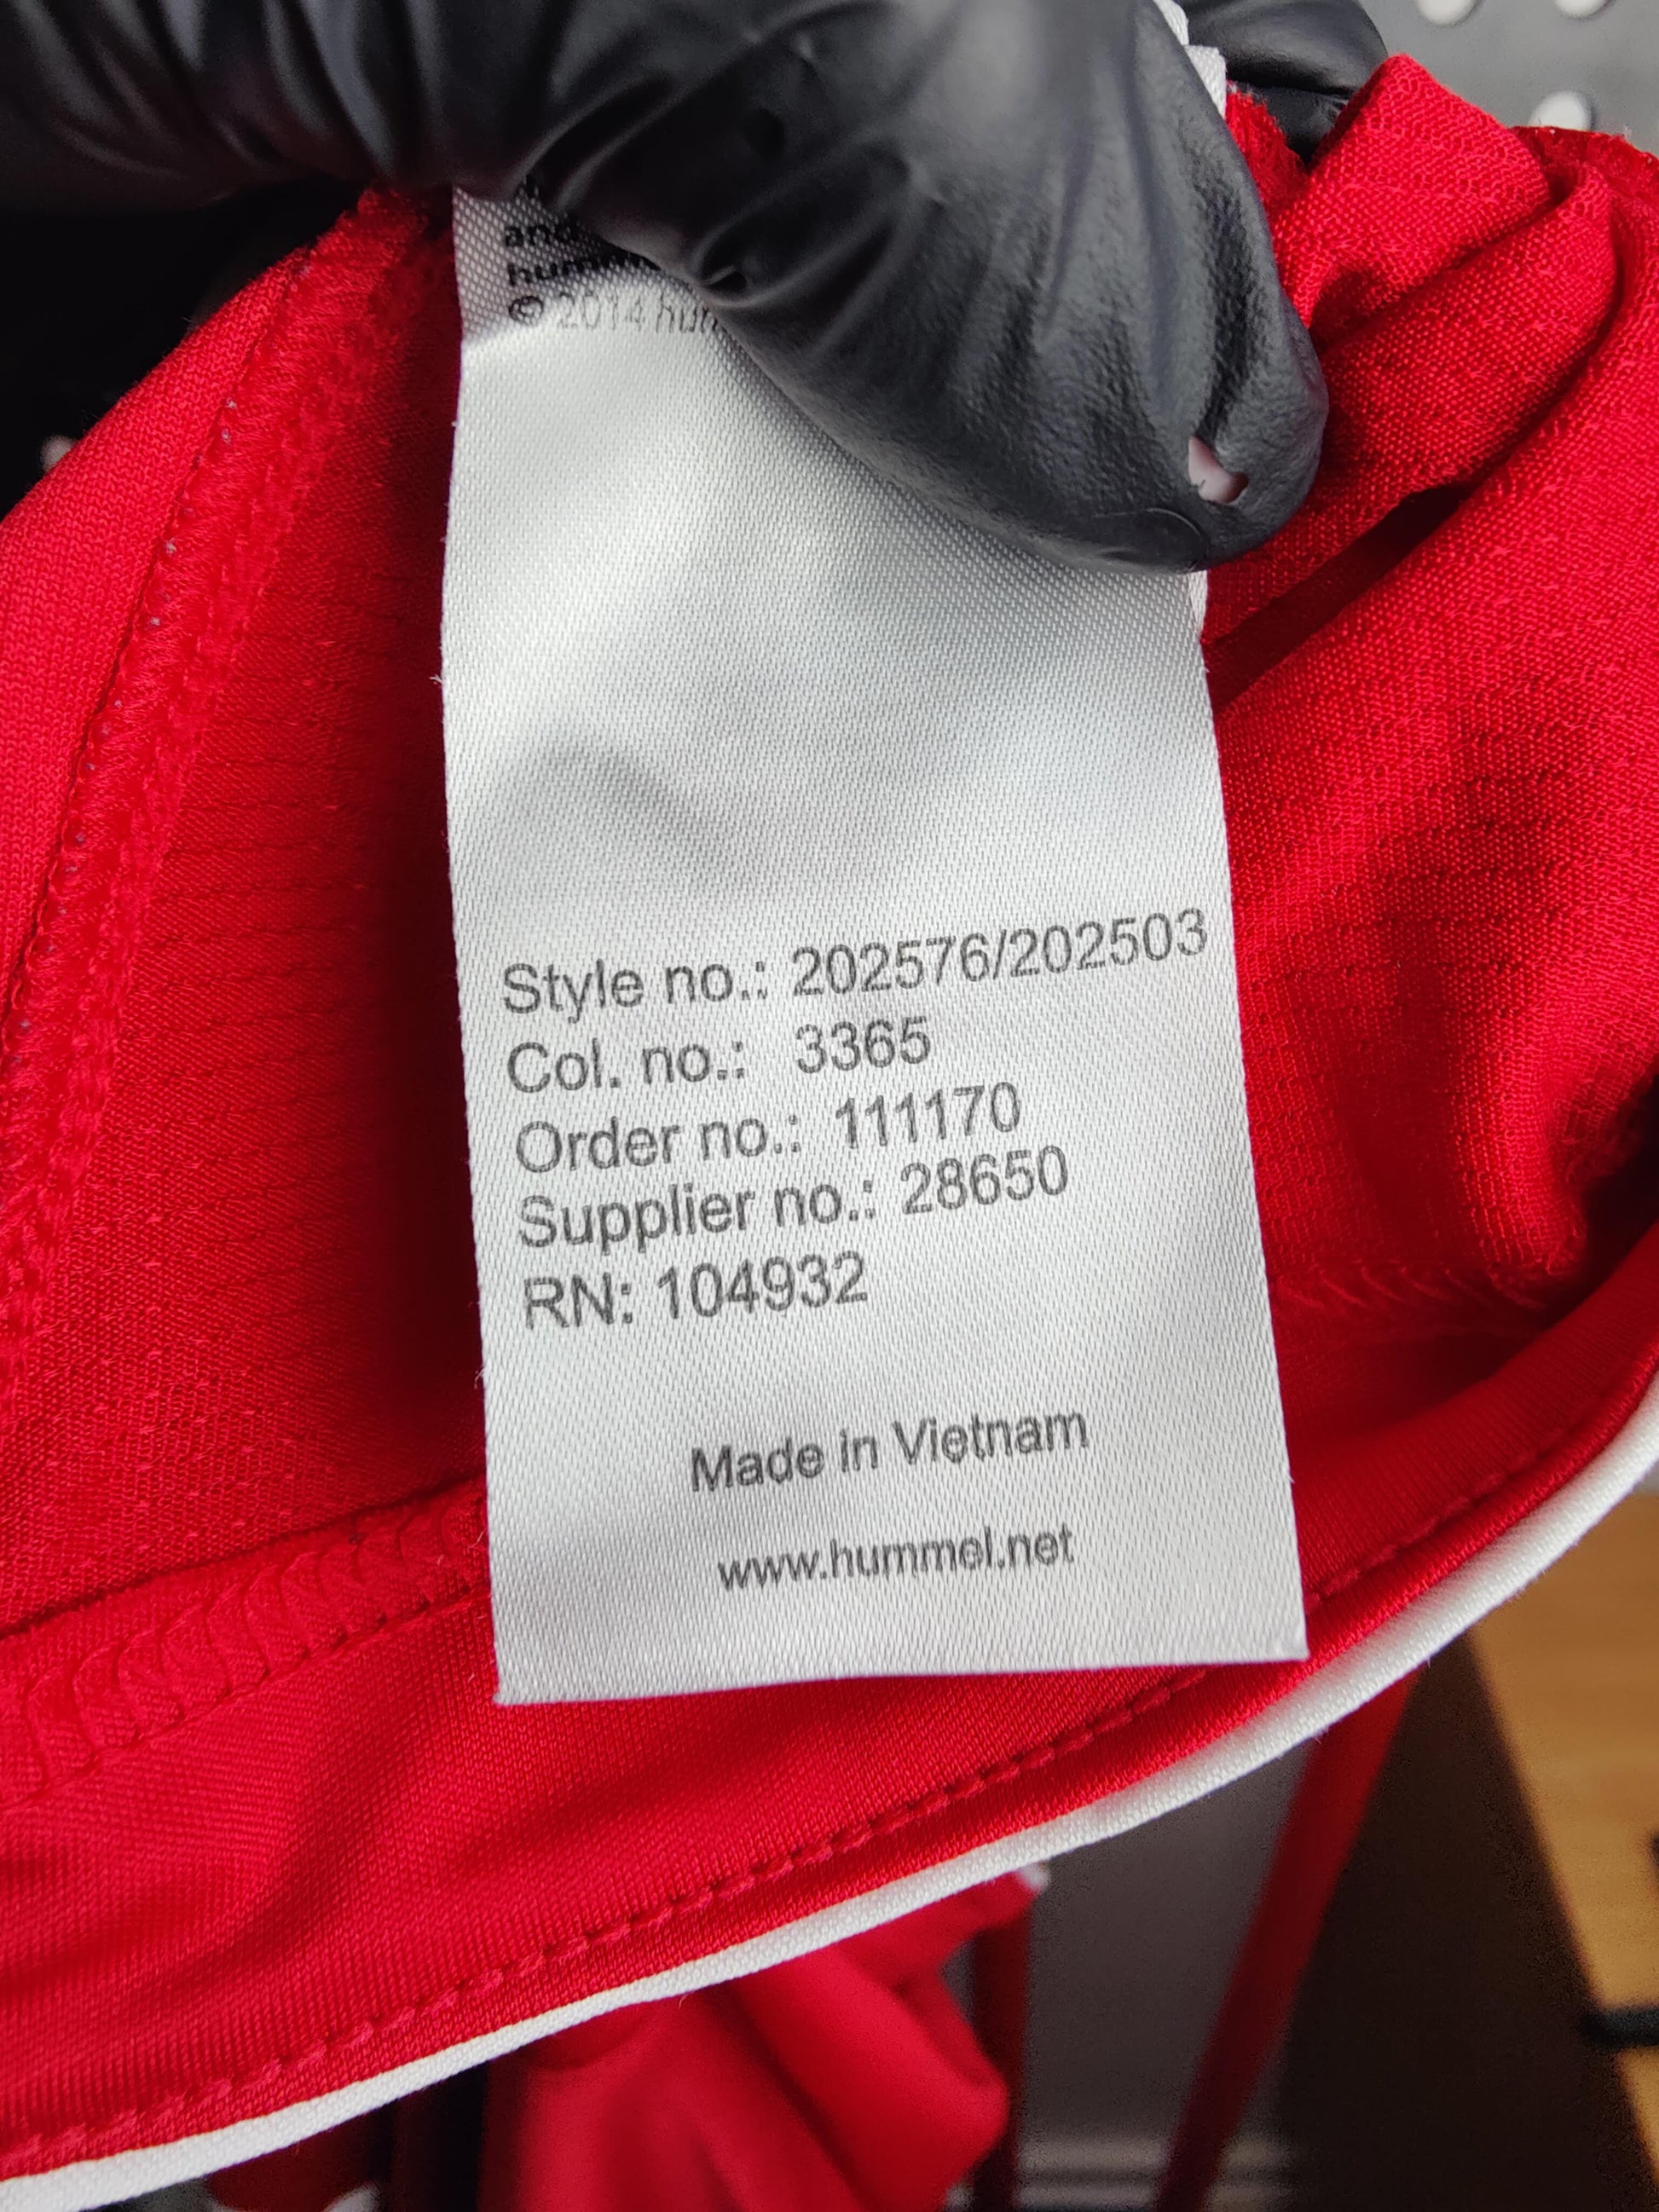 and
© 2014
Style no.: 202576/202503
Col. no.: 3365
Order no.: 111170
Supplier no.: 28650
RN: 104932
Made in Vietnam
www.hummel.net